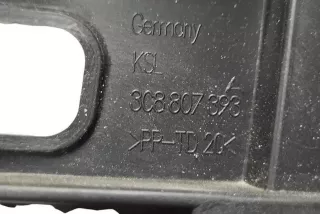 Germany
KSL
3C8 807 393
>PP-TD 20<